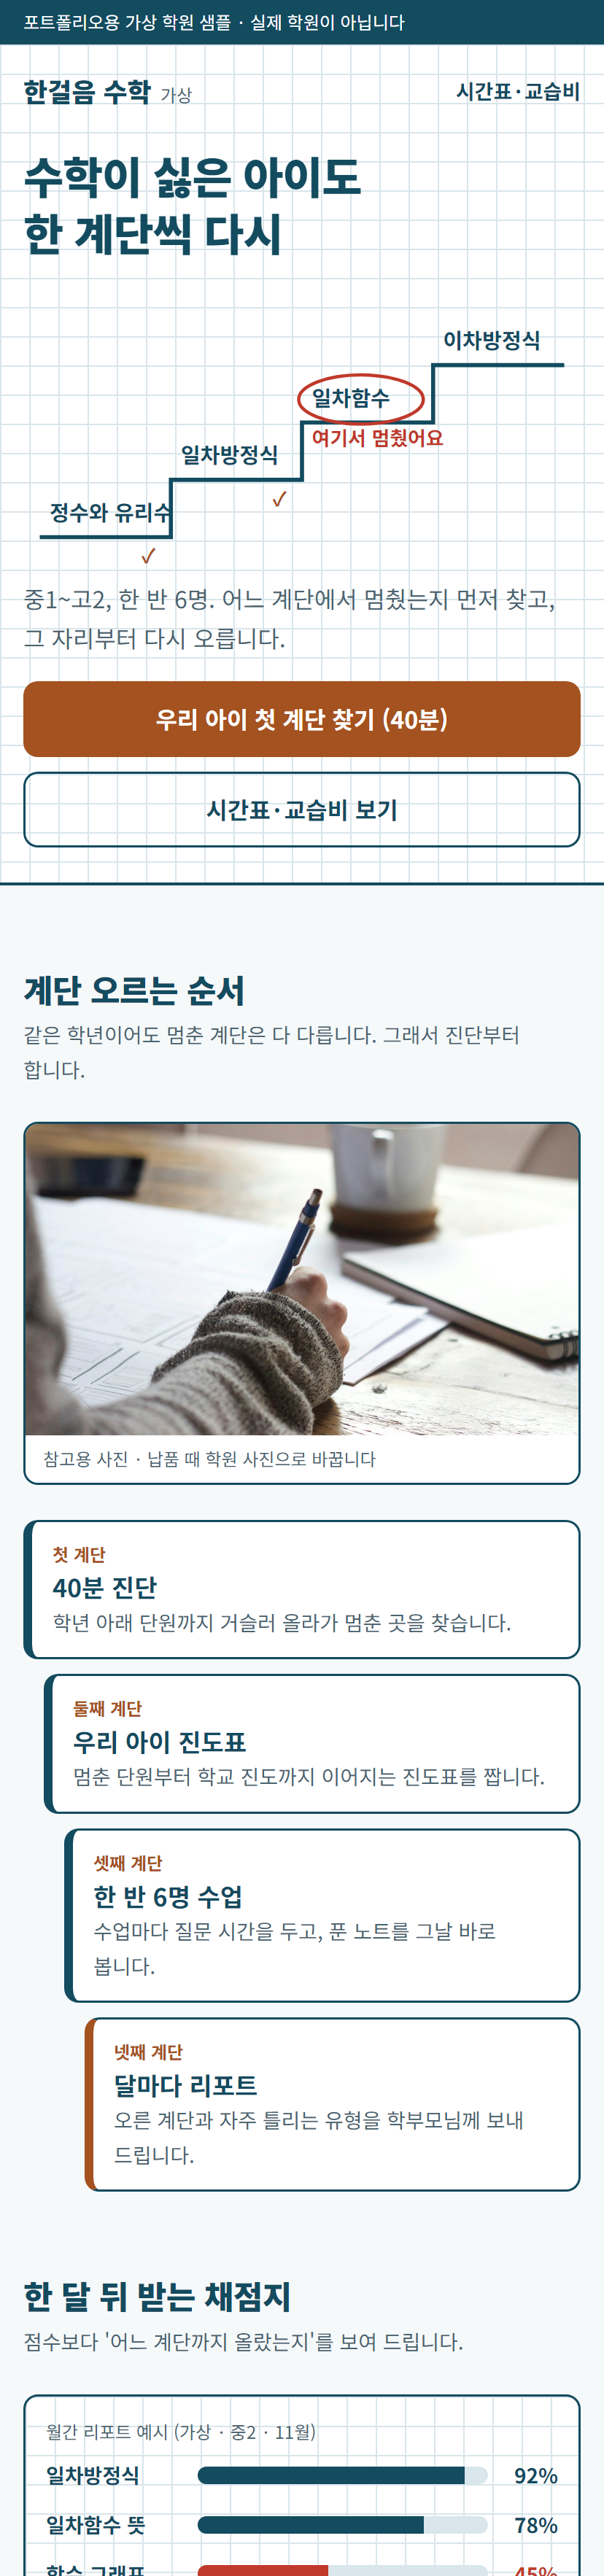 포트폴리오용 가상 학원 샘플 · 실제 학원이 아닙니다
한걸음 수학 가상
시간표·교습비
수학이 싫은 아이도
한 계단씩 다시
이차방정식
일차함수
여기서 멈췄어요
일차방정식
✓
정수와 유리수
✓
중1~고2, 한 반 6명. 어느 계단에서 멈췄는지 먼저 찾고,
그 자리부터 다시 오릅니다.
우리 아이 첫 계단 찾기 (40분)
시간표·교습비 보기
계단 오르는 순서
같은 학년이어도 멈춘 계단은 다 다릅니다. 그래서 진단부터
합니다.
참고용 사진 · 납품 때 학원 사진으로 바꿉니다
첫 계단
40분 진단
학년 아래 단원까지 거슬러 올라가 멈춘 곳을 찾습니다.
둘째 계단
우리 아이 진도표
멈춘 단원부터 학교 진도까지 이어지는 진도표를 짭니다.
셋째 계단
한 반 6명 수업
수업마다 질문 시간을 두고, 푼 노트를 그날 바로
봅니다.
넷째 계단
달마다 리포트
오른 계단과 자주 틀리는 유형을 학부모님께 보내
드립니다.
한 달 뒤 받는 채점지
점수보다 '어느 계단까지 올랐는지'를 보여 드립니다.
월간 리포트 예시 (가상 · 중2 · 11월)
일차방정식 92%
일차함수 뜻 78%
함수 그래프 45%